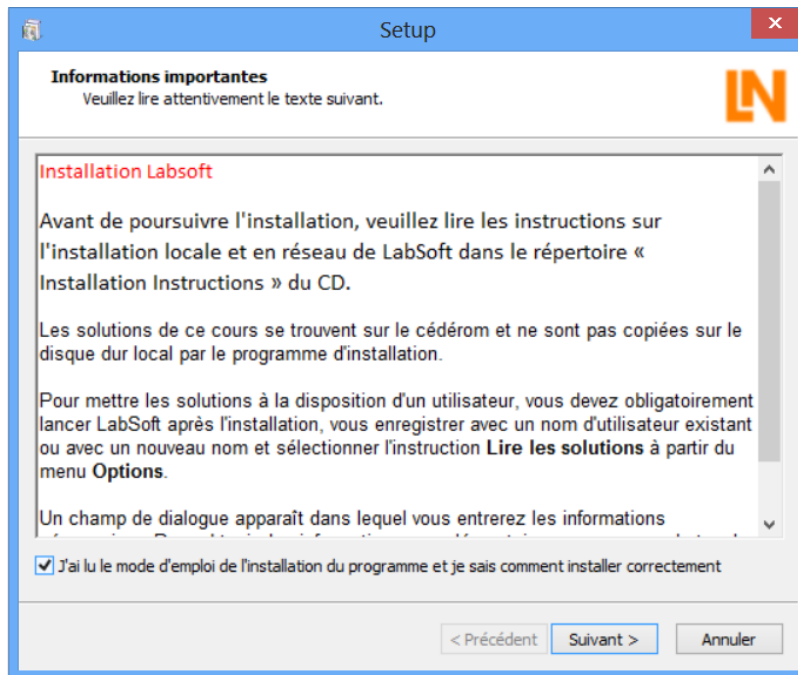 Setup
Informations importantes
Veuillez lire attentivement le texte suivant.
LN
Installation Labsoft
Avant de poursuivre l'installation, veuillez lire les instructions sur
l'installation locale et en réseau de LabSoft dans le répertoire «
Installation Instructions » du CD.
Les solutions de ce cours se trouvent sur le cédérom et ne sont pas copiées sur le
disque dur local par le programme d'installation.
Pour mettre les solutions à la disposition d'un utilisateur, vous devez obligatoirement
lancer LabSoft après l'installation, vous enregistrer avec un nom d'utilisateur existant
ou avec un nouveau nom et sélectionner l'instruction Lire les solutions à partir du
menu Options.
Un champ de dialogue apparaît dans lequel vous entrerez les informations
J'ai lu le mode d'emploi de l'installation du programme et je sais comment installer correctement
< Précédent
Suivant >
Annuler